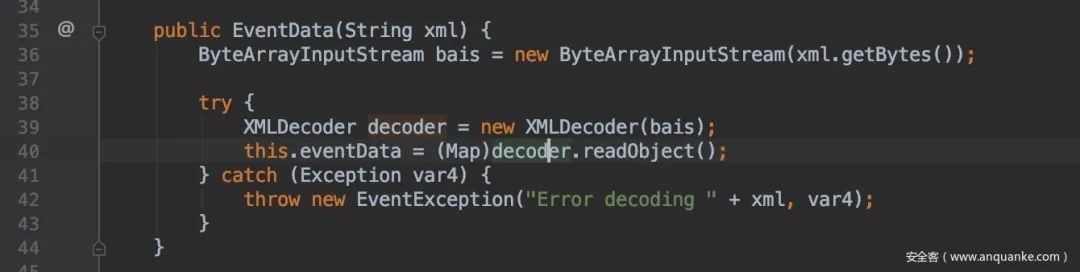 34
35 @ public EventData(String xml) {
36 ByteArrayInputStream bais = new ByteArrayInputStream(xml.getBytes());
37
38 try {
39 XMLDecoder decoder = new XMLDecoder(bais);
40 this.eventData = (Map)decoder.readObject();
41 } catch (Exception var4) {
42 throw new EventException("Error decoding " + xml, var4);
43 }
44 }
45
安全客（www.anquanke.com）